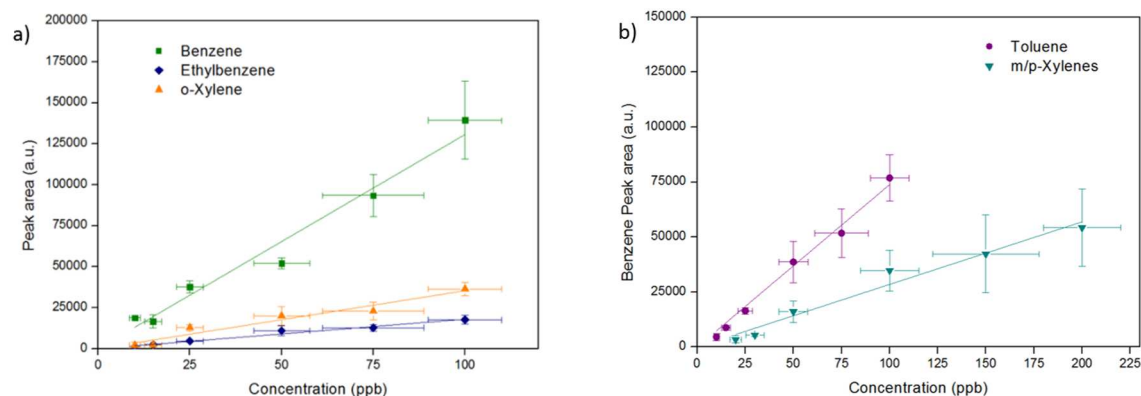 a)
Benzene
Ethylbenzene
o-Xylene
Peak area (a.u.)
200000
175000
150000
125000
100000
75000
50000
25000
0
0 25 50 75 100
Concentration (ppb)
b)
Toluene
m/p-Xylenes
Benzene Peak area (a.u.)
150000
125000
100000
75000
50000
25000
0
0 25 50 75 100 125 150 175 200 225
Concentration (ppb)